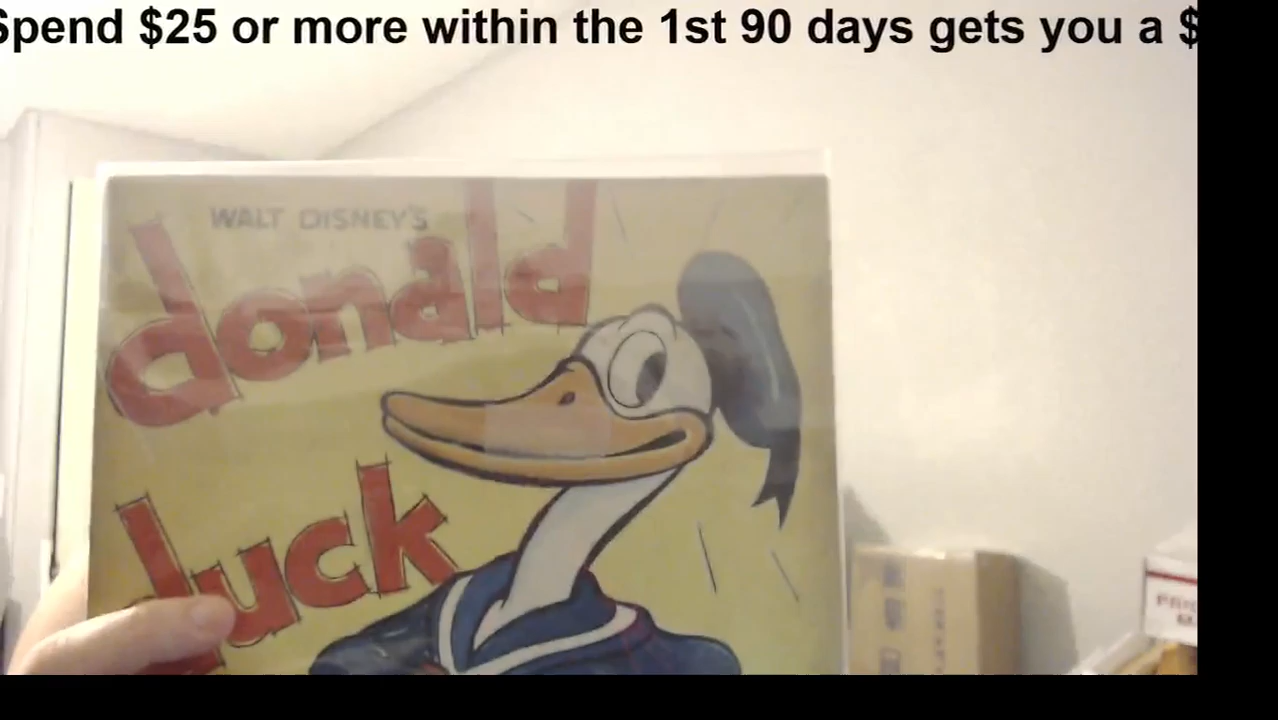 Spend $25 or more within the 1st 90 days gets you a $
WALT DISNEY'S
donald
duck